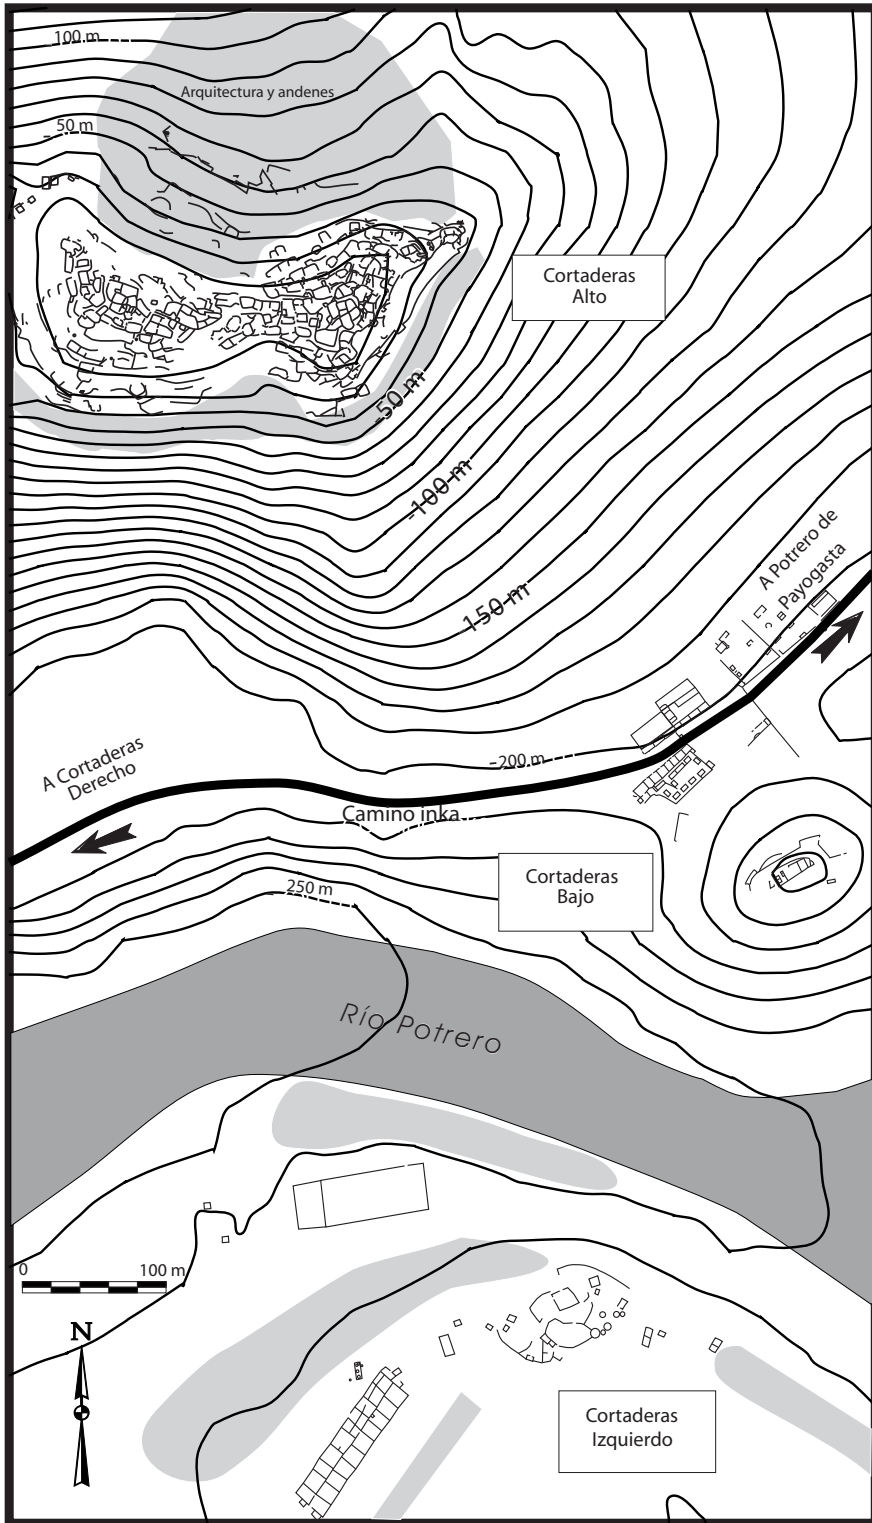 -100 m
Arquitectura y andenes
50 m
Cortaderas
Alto
-50 m
-100 m
150 m
A Potrero de
Payogasta
A Cortaderas
Derecho
-200 m
Camino inka
250 m
Cortaderas
Bajo
Río Potrero
0 100 m
N
Cortaderas
Izquierdo